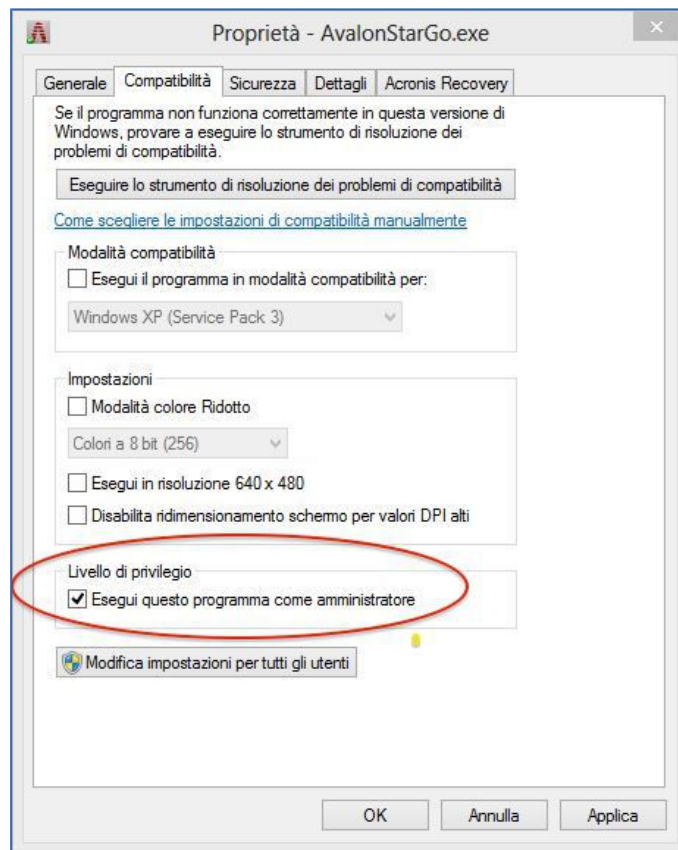 Proprietà - AvalonStarGo.exe
Generale Compatibilità Sicurezza Dettagli Acronis Recovery
Se il programma non funziona correttamente in questa versione di
Windows, provare a eseguire lo strumento di risoluzione dei
problemi di compatibilità.
Eseguire lo strumento di risoluzione dei problemi di compatibilità
Come scegliere le impostazioni di compatibilità manualmente
Modalità compatibilità
Esegui il programma in modalità compatibilità per:
Windows XP (Service Pack 3)
Impostazioni
Modalità colore Ridotto
Colori a 8 bit (256)
Esegui in risoluzione 640 x 480
Disabilita ridimensionamento schermo per valori DPI alti
Livello di privilegio
Esegui questo programma come amministratore
Modifica impostazioni per tutti gli utenti
OK Annulla Applica